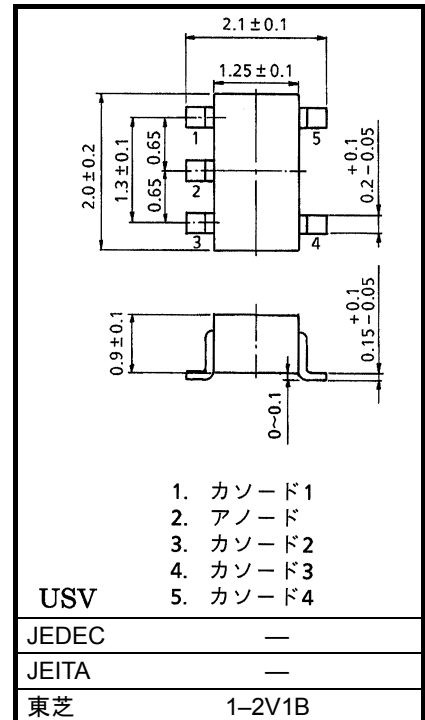 2.1±0.1
1.25±0.1
2.0±0.2
1.3±0.1
0.65
0.65
1
2
3
5
4
+0.1
0.2−0.05
0.9±0.1
+0.1
0.15−0.05
0~0.1
1. カソード1
2. アノード
3. カソード2
4. カソード3
USV 5. カソード4
JEDEC —
JEITA —
東芝 1–2V1B